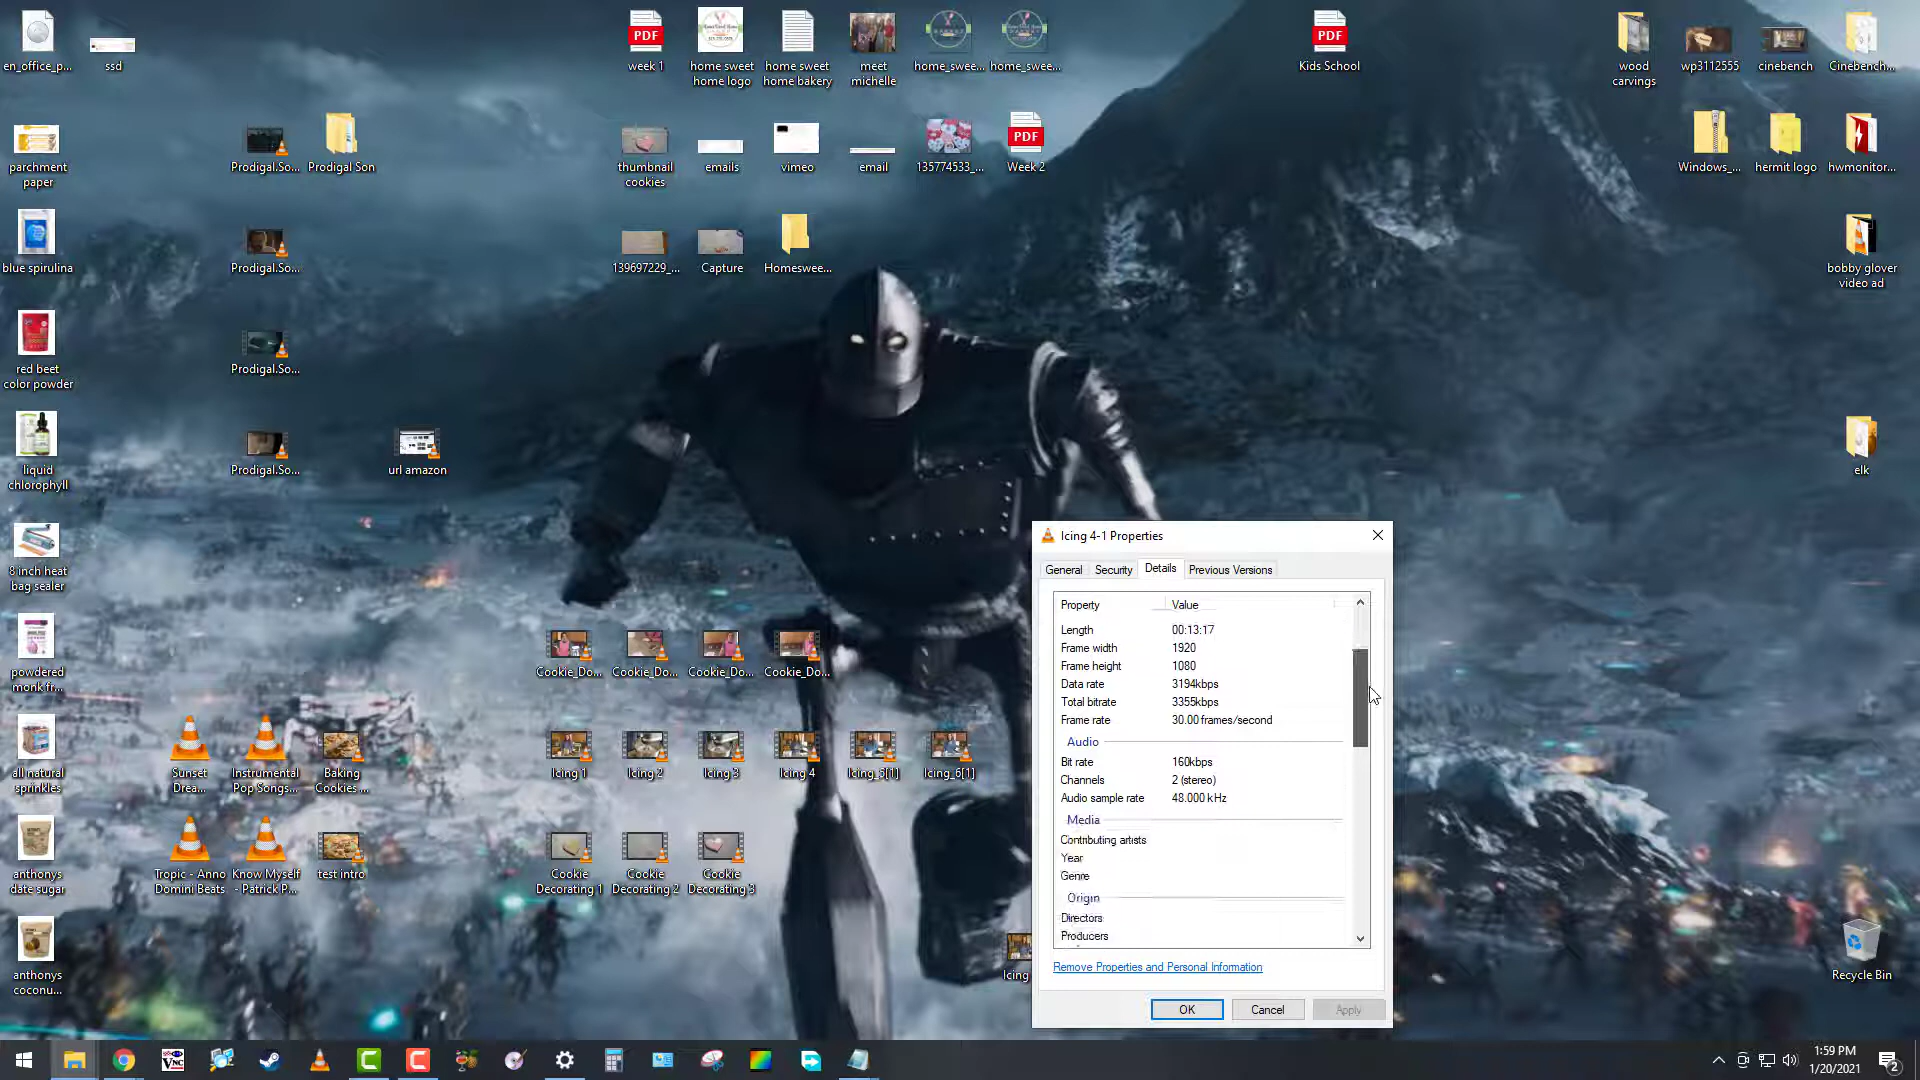 en_office_p...
ssd
week 1
home sweet
home logo
home sweet
home bakery
meet
michelle
home_swee...
home_swee...
Kids School
wood
carvings
wp3112555
cinebench
Cinebench...
parchment
paper
Prodigal.So...
Prodigal Son
thumbnail
cookies
emails
vimeo
email
135774533_...
Week 2
Windows_...
hermit logo
hwmonitor...
blue spirulina
Prodigal.So...
139697229_...
Capture
Homeswee...
bobby glover
video ad
red beet
color powder
Prodigal.So...
liquid
chlorophyll
Prodigal.So...
url amazon
elk
8 inch heat
bag sealer
powdered
monk fr...
Cookie_Do...
Cookie_Do...
Cookie_Do...
Cookie_Do...
all natural
sprinkles
Sunset
Drea...
Instrumental
Pop Songs...
Baking
Cookies ...
Icing 1
Icing 2
Icing 3
Icing 4
Icing_5[1]
Icing_6[1]
anthonys
date sugar
Tropic - Anno
Domini Beats
Know Myself
- Patrick P...
test intro
Cookie
Decorating 1
Cookie
Decorating 2
Cookie
Decorating 3
anthonys
coconu...
Icing
Recycle Bin
PDF
PDF
PDF
Icing 4-1 Properties
General
Security
Details
Previous Versions
Property Value
Length 00:13:17
Frame width 1920
Frame height 1080
Data rate 3194kbps
Total bitrate 3355kbps
Frame rate 30.00 frames/second
Audio
Bit rate 160kbps
Channels 2 (stereo)
Audio sample rate 48.000 kHz
Media
Contributing artists
Year
Genre
Origin
Directors
Producers
Remove Properties and Personal Information
OK
Cancel
Apply
VNC
1:59 PM
1/20/2021
2